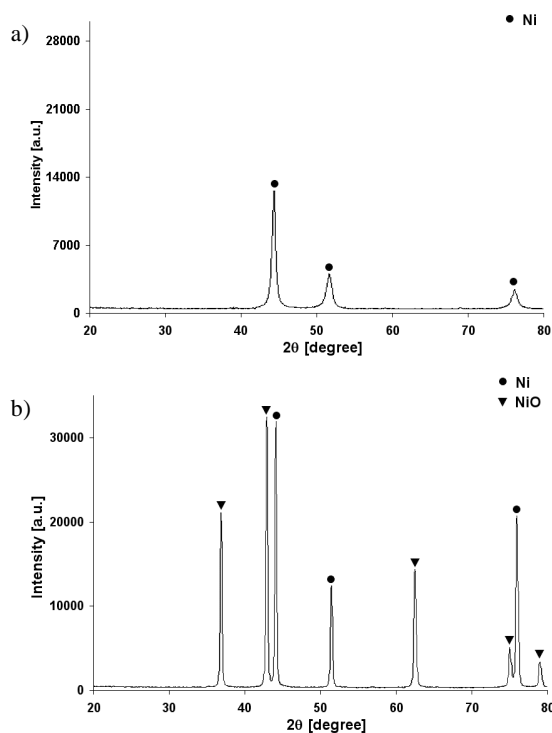 a)
● Ni
28000
21000
14000
7000
0
Intensity [a.u.]
20 30 40 50 60 70 80
2θ [degree]
b)
● Ni
▼ NiO
30000
20000
10000
0
Intensity [a.u.]
20 30 40 50 60 70 80
2θ [degree]